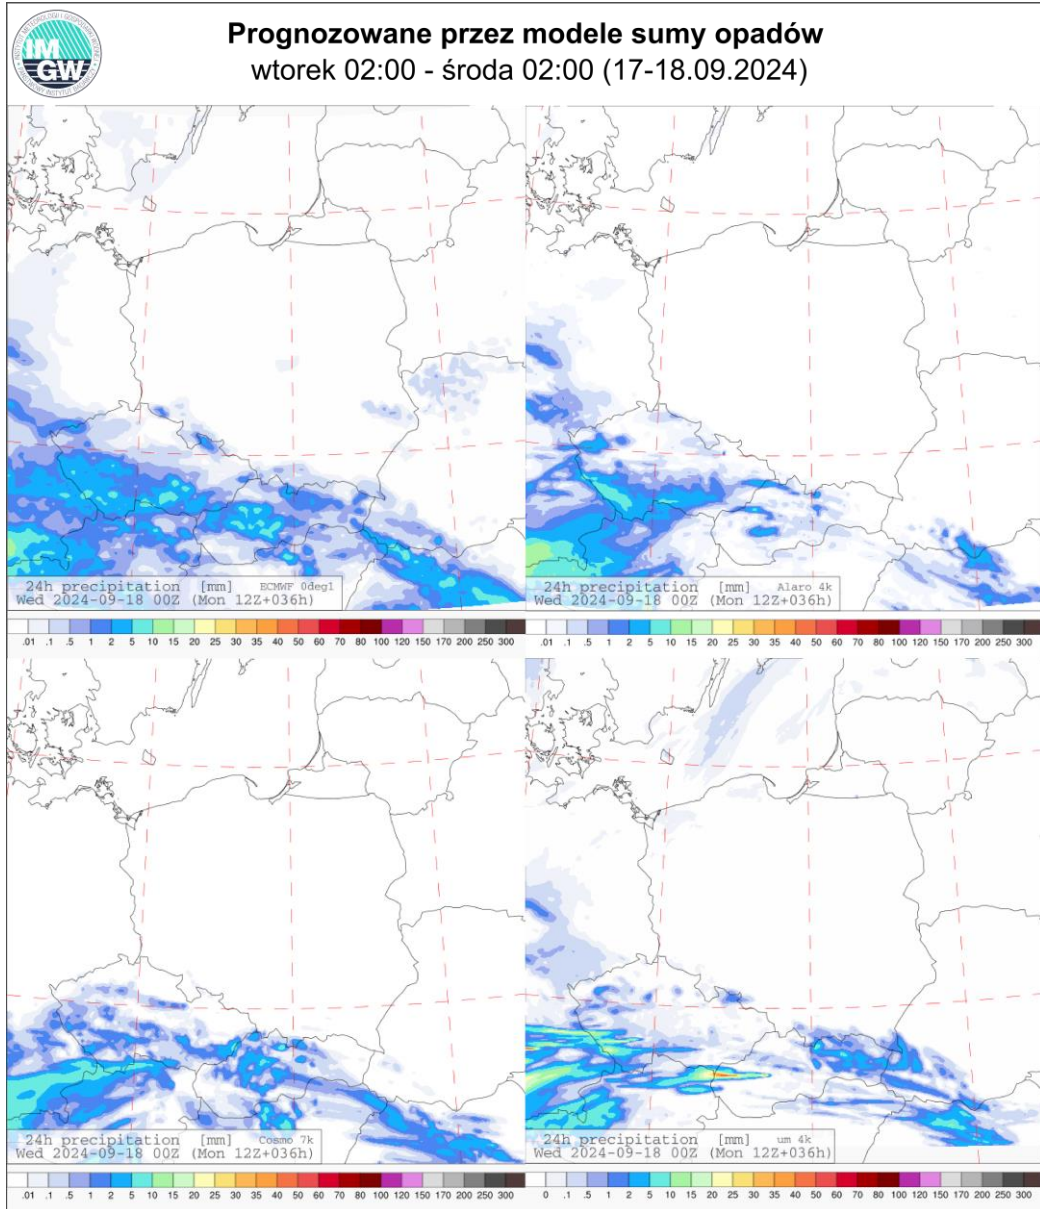 IM
GW
Prognozowane przez modele sumy opadów
wtorek 02:00 - środa 02:00 (17-18.09.2024)
24h precipitation [mm] ECMWF 0deg1
Wed 2024-09-18 00Z (Mon 12Z+036h)
24h precipitation [mm] Alaro 4k
Wed 2024-09-18 00Z (Mon 12Z+036h)
.01 .1 .5 1 2 5 10 15 20 25 30 35 40 50 60 70 80 100 120 150 170 200 250 300
.01 .1 .5 1 2 5 10 15 20 25 30 35 40 50 60 70 80 100 120 150 170 200 250 300
24h precipitation [mm] Cosmo 7k
Wed 2024-09-18 00Z (Mon 12Z+036h)
24h precipitation [mm] um 4k
Wed 2024-09-18 00Z (Mon 12Z+036h)
.01 .1 .5 1 2 5 10 15 20 25 30 35 40 50 60 70 80 100 120 150 170 200 250 300
0 .1 .5 1 2 5 10 15 20 25 30 35 40 50 60 70 80 100 120 150 170 200 250 300